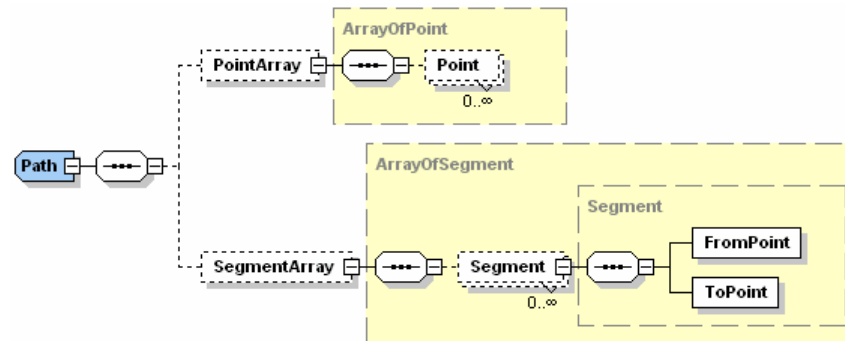 ArrayOfPoint
PointArray
Point
0..∞
Path
ArrayOfSegment
Segment
SegmentArray
Segment
0..∞
FromPoint
ToPoint